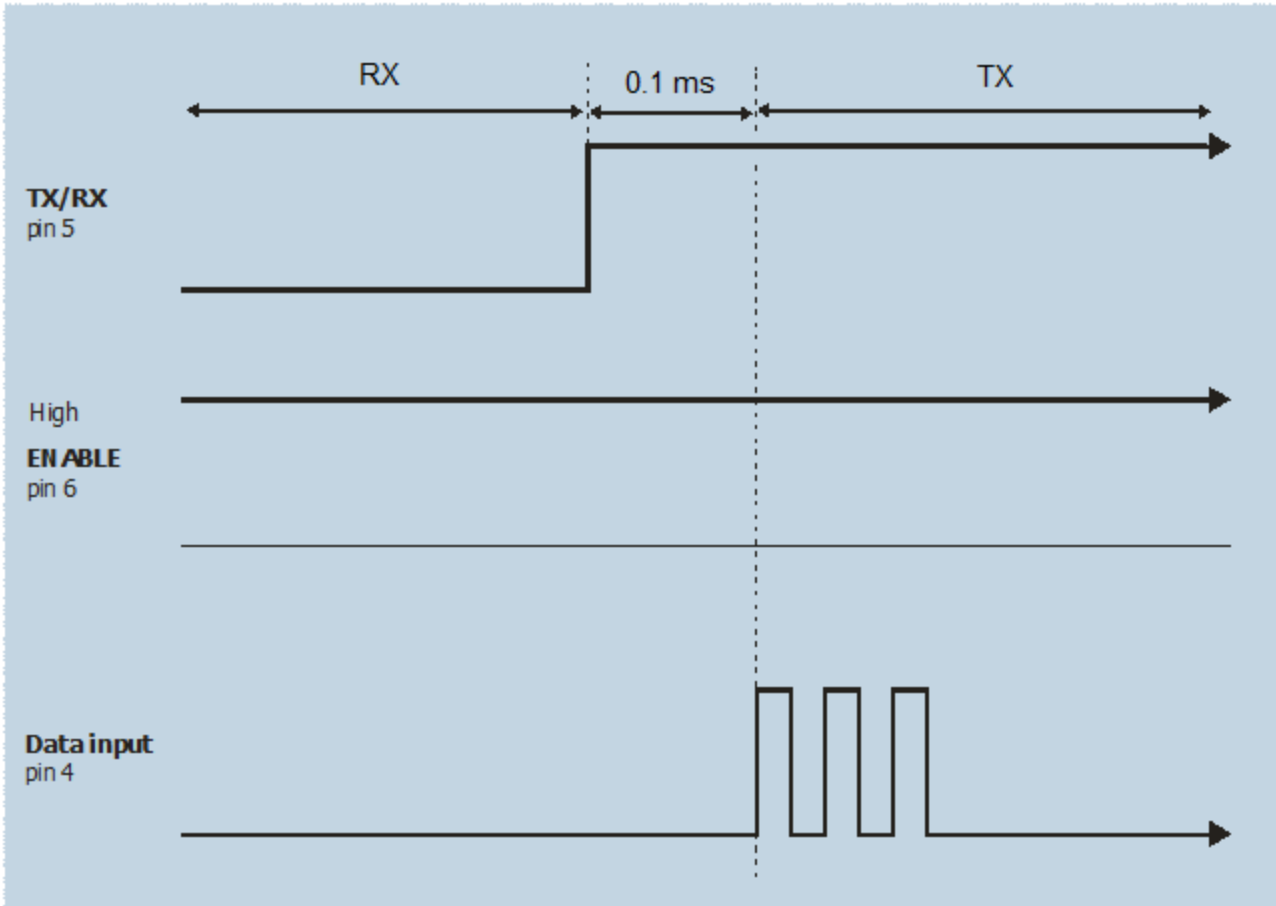 RX
0.1 ms
TX
TX/RX
pin 5
High
ENABLE
pin 6
Data input
pin 4